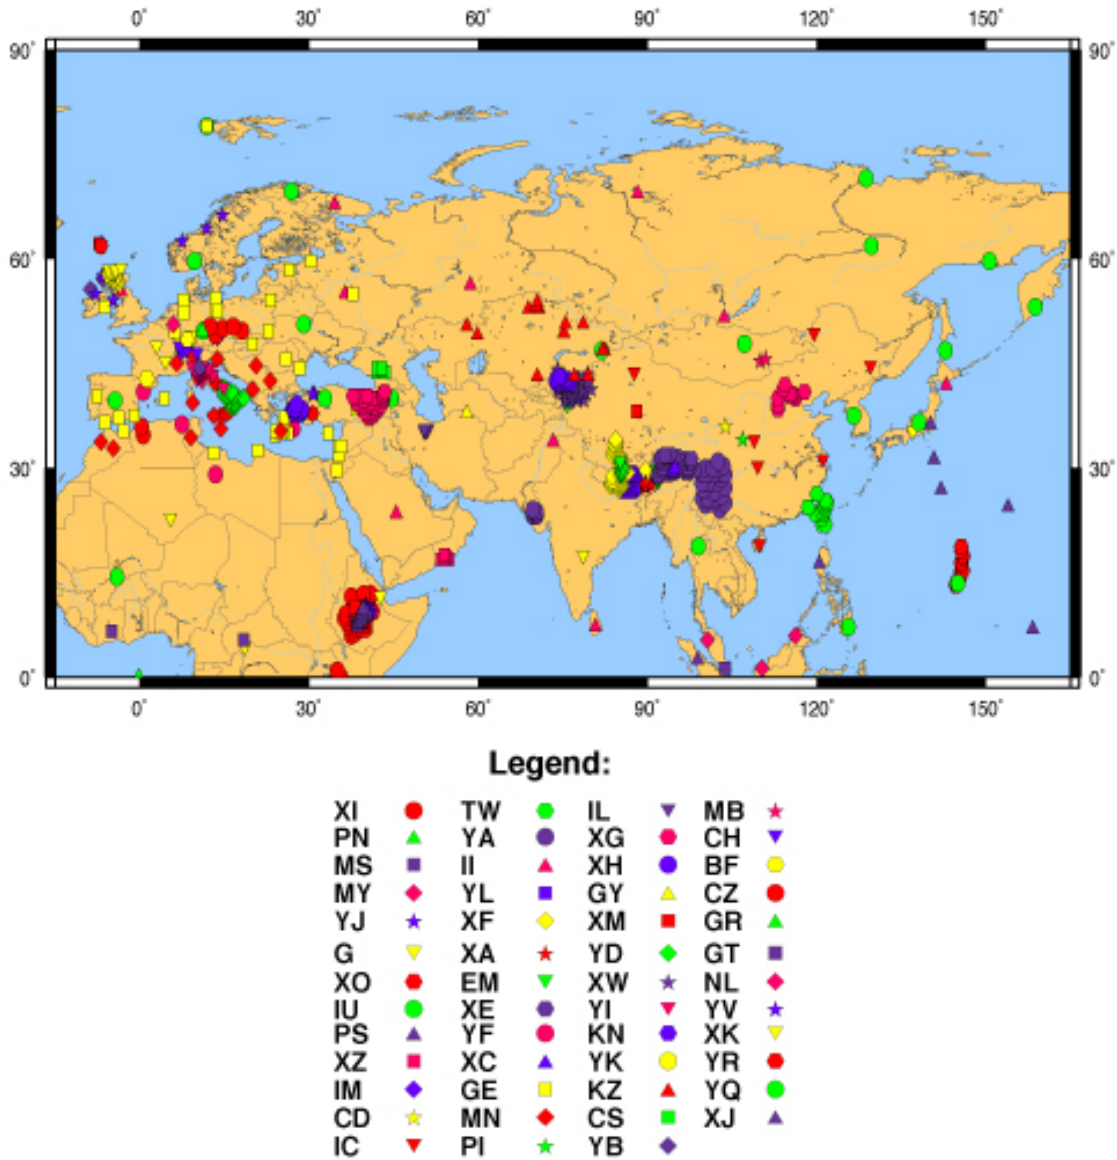 0° 30° 60° 90° 120° 150°
90° 90°
60° 60°
30° 30°
0° 0°
0° 30° 60° 90° 120° 150°
Legend:
XI TW IL MB
PN YA XG CH
MS II XH BF
MY YL GY CZ
YJ XF XM GR
G XA YD GT
XO EM XW NL
IU XE YI YV
PS YF KN XK
XZ XC YK YR
IM GE KZ YQ
CD MN CS XJ
IC PI YB